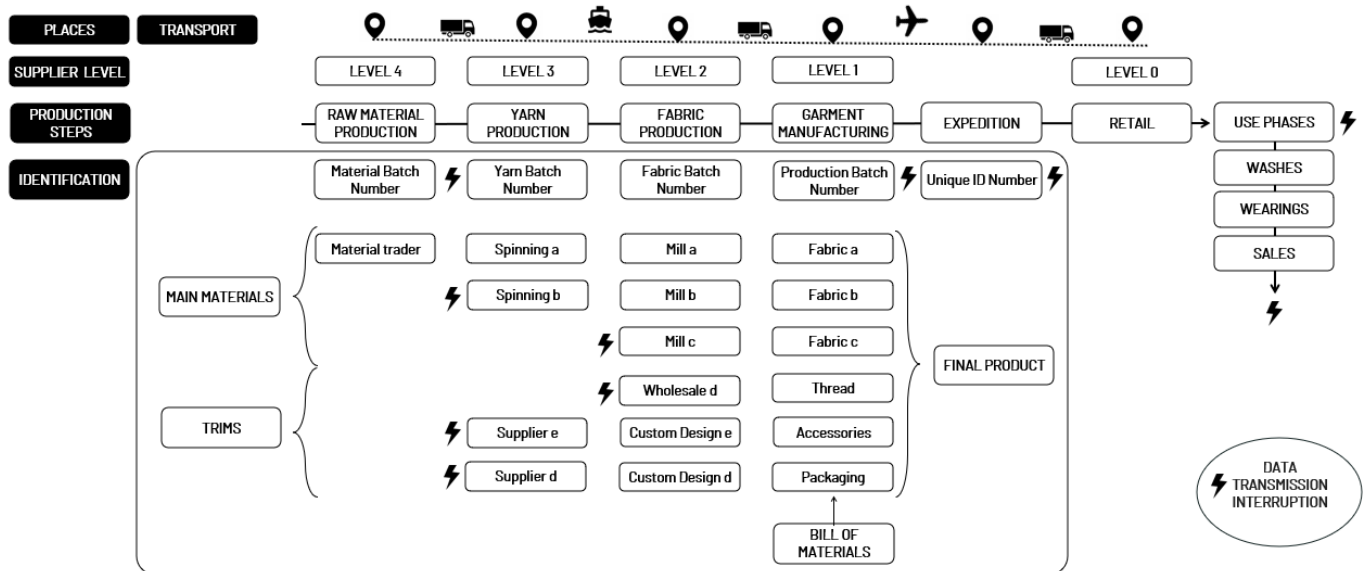 PLACES
TRANSPORT
SUPPLIER LEVEL
LEVEL 4
LEVEL 3
LEVEL 2
LEVEL 1
LEVEL 0
PRODUCTION
STEPS
RAW MATERIAL
PRODUCTION
YARN
PRODUCTION
FABRIC
PRODUCTION
GARMENT
MANUFACTURING
EXPEDITION
RETAIL
USE PHASES
IDENTIFICATION
Material Batch
Number
Yarn Batch
Number
Fabric Batch
Number
Production Batch
Number
Unique ID Number
WASHES
WEARINGS
SALES
MAIN MATERIALS
Material trader
Spinning a
Mill a
Fabric a
Spinning b
Mill b
Fabric b
Mill c
Fabric c
FINAL PRODUCT
TRIMS
Wholesale d
Thread
Supplier e
Custom Design e
Accessories
Supplier d
Custom Design d
Packaging
BILL OF
MATERIALS
DATA
TRANSMISSION
INTERRUPTION